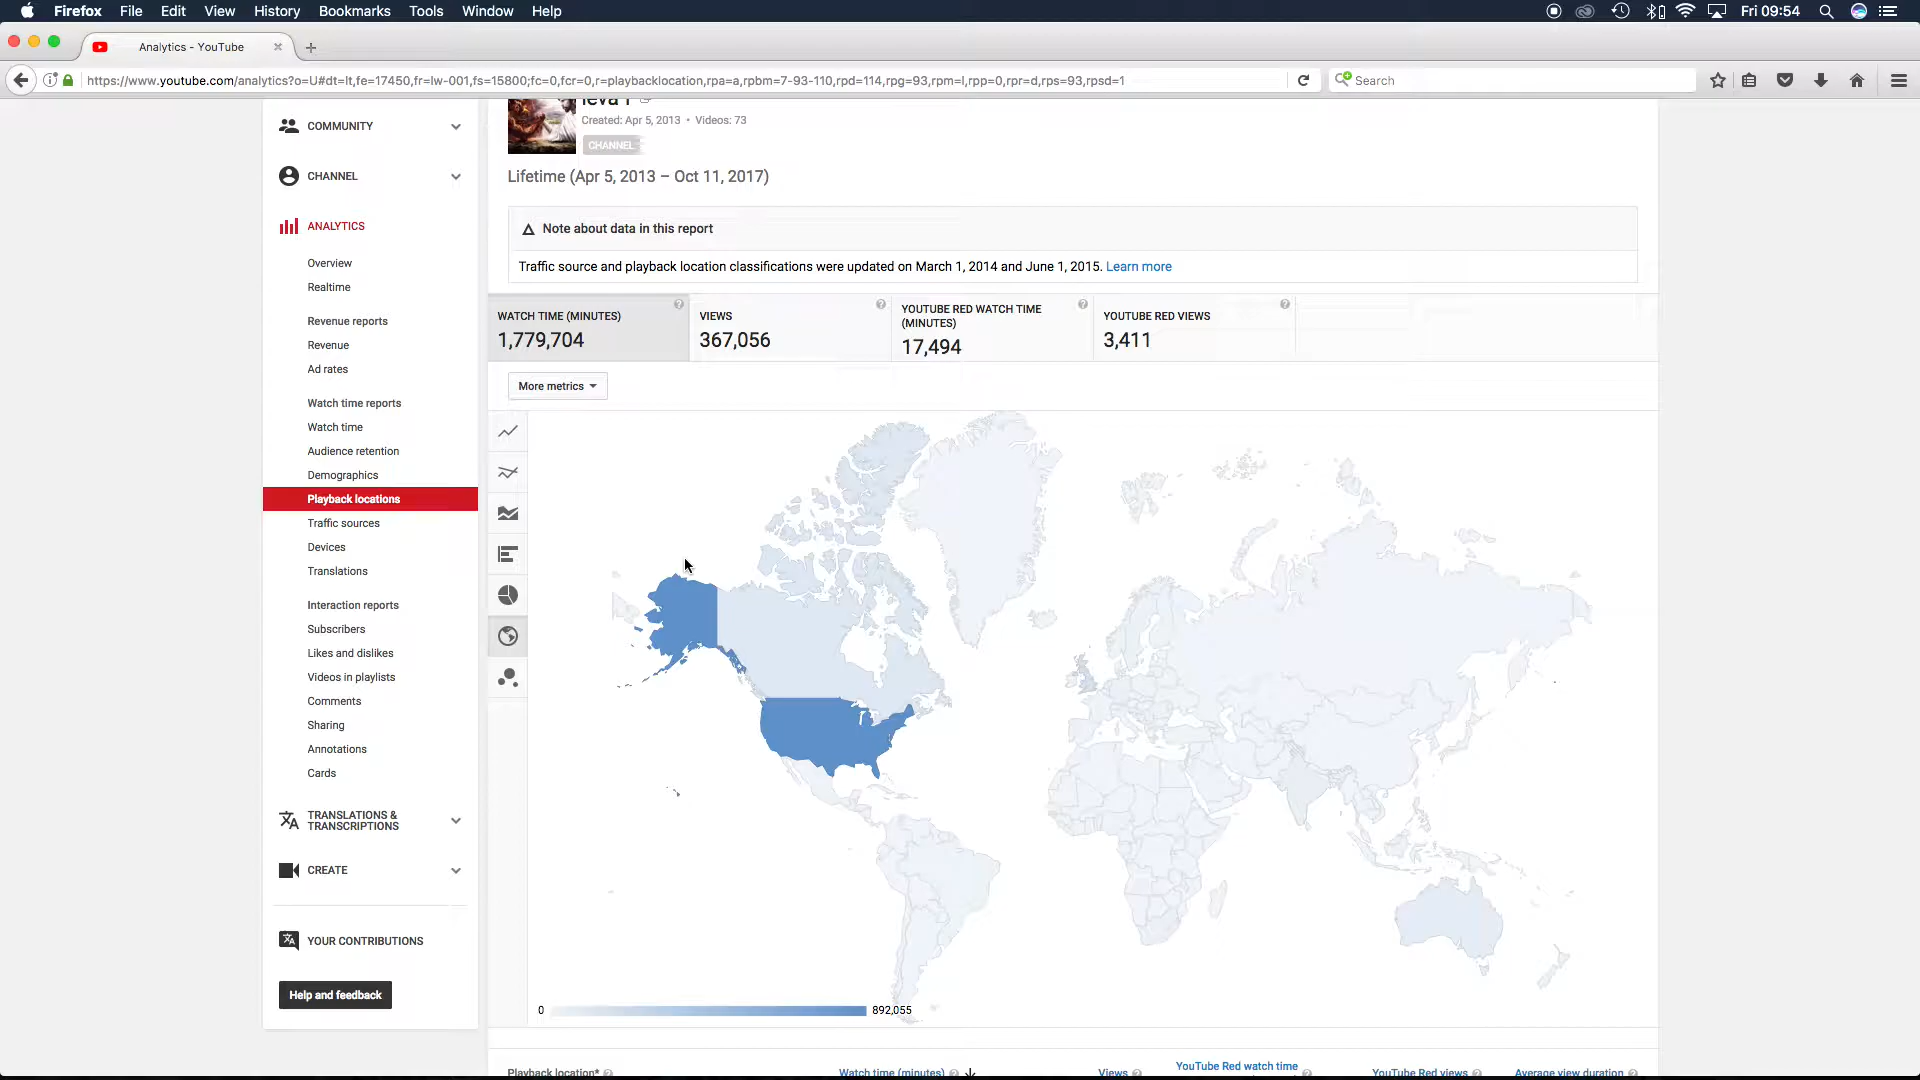 Firefox File Edit View History Bookmarks Tools Window Help Fri 09:54
Analytics - YouTube
https://www.youtube.com/analytics?o=U#dt=lt,fe=17450,fr=lw-001,fs=15800;fc=0,fcr=0,r=playbacklocation,rpa=a,rpbm=7-93-110,rpd=114,rpg=93,rpm=l,rpp=0,rpr=d,rps=93,rpsd=1 Search
COMMUNITY
CHANNEL
ANALYTICS
Overview
Realtime
Revenue reports
Revenue
Ad rates
Watch time reports
Watch time
Audience retention
Demographics
Playback locations
Traffic sources
Devices
Translations
Interaction reports
Subscribers
Likes and dislikes
Videos in playlists
Comments
Sharing
Annotations
Cards
TRANSLATIONS &
TRANSCRIPTIONS
CREATE
YOUR CONTRIBUTIONS
Help and feedback
Created: Apr 5, 2013 • Videos: 73
CHANNEL
Lifetime (Apr 5, 2013 – Oct 11, 2017)
Note about data in this report
Traffic source and playback location classifications were updated on March 1, 2014 and June 1, 2015. Learn more
WATCH TIME (MINUTES)
1,779,704
VIEWS
367,056
YOUTUBE RED WATCH TIME
(MINUTES)
17,494
YOUTUBE RED VIEWS
3,411
More metrics
0 892,055
Playback location* Watch time (minutes) Views YouTube Red watch time YouTube Red views Average view duration